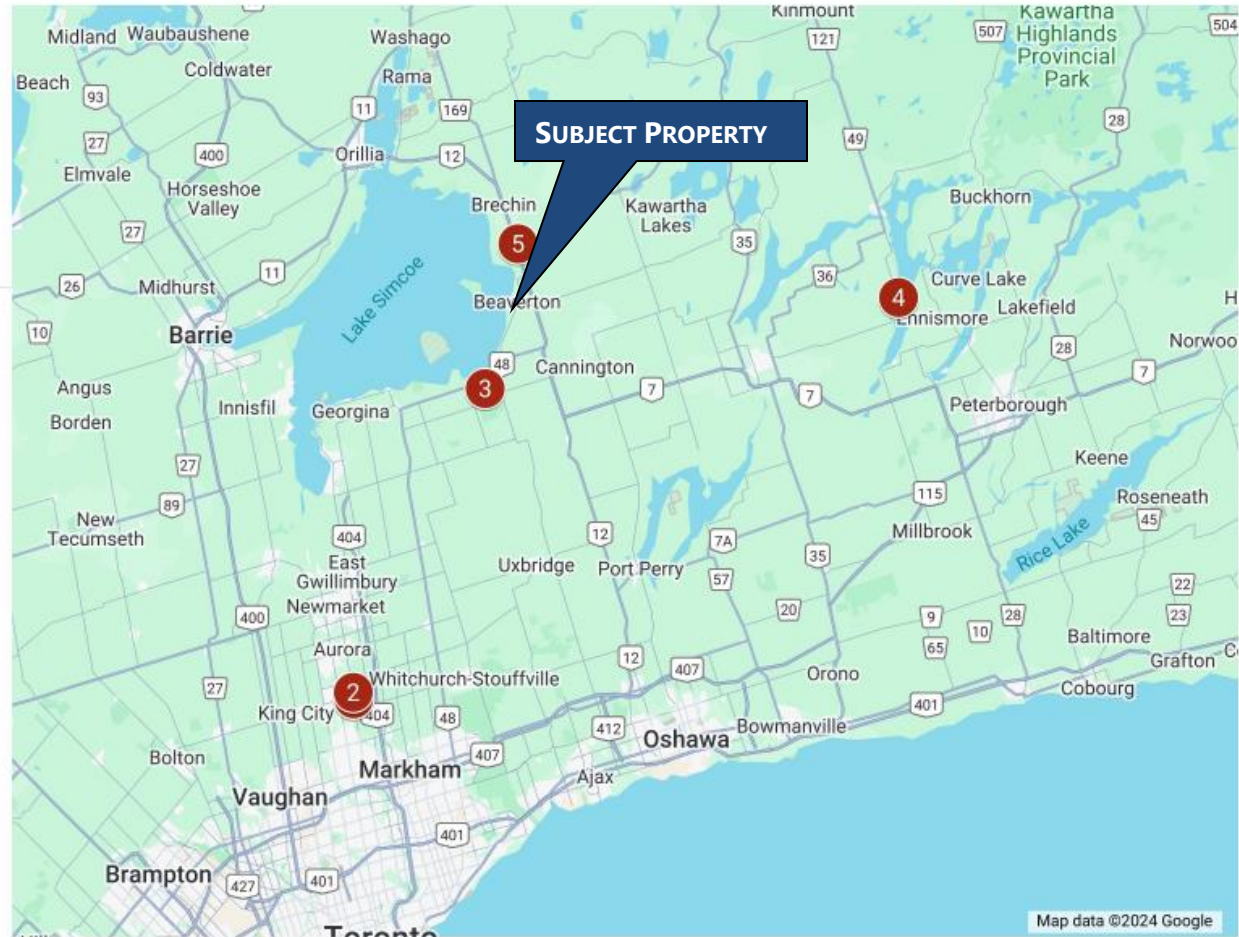 Kinmount
Kawartha
Highlands
Provincial
Park
507
504
Midland
Waubaushene
Washago
121
Coldwater
Rama
Beach
93
11
169
28
SUBJECT PROPERTY
27
400
Orillia
12
49
Elmvale
Horseshoe
Valley
Brechin
Kawartha
Lakes
Buckhorn
27
5
35
Lake Simcoe
11
36
Curve Lake
26
Midhurst
Beaverton
4
Ennismore
Lakefield
10
Barrie
28
Norwoo
48
Cannington
7
3
7
7
Angus
Innisfil
Georgina
Peterborough
Borden
27
Keene
89
115
Roseneath
45
New
Tecumseth
404
12
7A
35
Millbrook
Rice Lake
East
Gwillimbury
Uxbridge
Port Perry
57
22
Newmarket
20
9
28
23
400
10
Aurora
65
Baltimore
12
407
Orono
Grafton
27
2
Whitchurch-Stouffville
401
Cobourg
King City
404
48
412
Bowmanville
Bolton
407
Oshawa
Markham
Ajax
Vaughan
401
Brampton
427
401
Toronto
Map data ©2024 Google